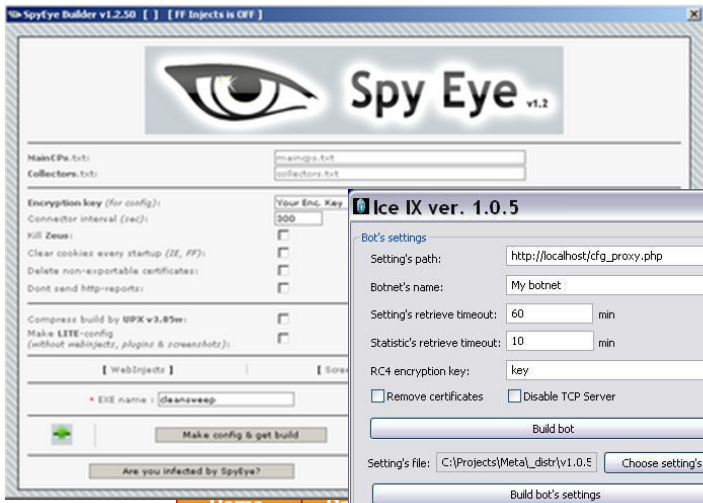 SpyEye Builder v1.2.50 [ ] [ FF Injects is OFF ]
Spy Eye v1.2
MainCPs.txt: maincps.txt
Collectors.txt: collectors.txt
Encryption key (for config): Your Enc. Key
Connector interval (sec): 300
Kill Zeus:
Clear cookies every startup (IE, FF):
Delete non-exportable certificates:
Dont send http-reports:
Compress build by UPX v3.05w:
Make LITE-config
(without webinjects, plugins & screenshots):
[ WebInjects ] [ Scree
* EXE name : cleansweep
Make config & get build
Are you infected by SpyEye?
Ice IX ver. 1.0.5
Bot's settings
Setting's path: http://localhost/cfg_proxy.php
Botnet's name: My botnet
Setting's retrieve timeout: 60 min
Statistic's retrieve timeout: 10 min
RC4 encryption key: key
Remove certificates Disable TCP Server
Build bot
Setting's file: C:\Projects\Meta\_distr\v1.0.5 Choose setting's
Build bot's settings